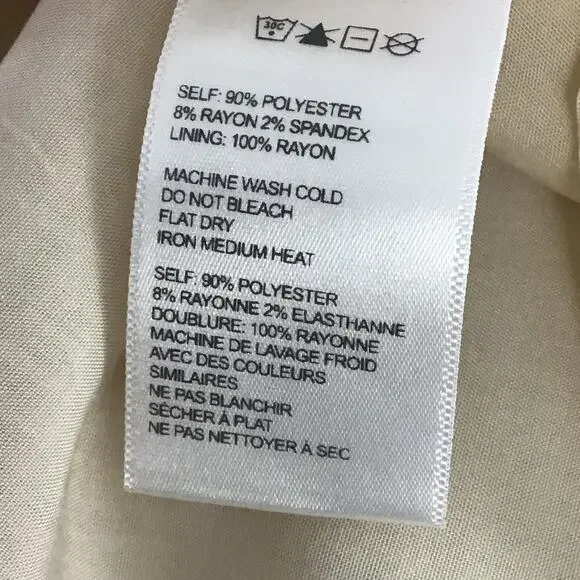 30C
SELF: 90% POLYESTER
8% RAYON 2% SPANDEX
LINING: 100% RAYON
MACHINE WASH COLD
DO NOT BLEACH
FLAT DRY
IRON MEDIUM HEAT
SELF: 90% POLYESTER
8% RAYONNE 2% ELASTHANNE
DOUBLURE: 100% RAYONNE
MACHINE DE LAVAGE FROID
AVEC DES COULEURS
SIMILAIRES
NE PAS BLANCHIR
SÈCHER À PLAT
NE PAS NETTOYER À SEC